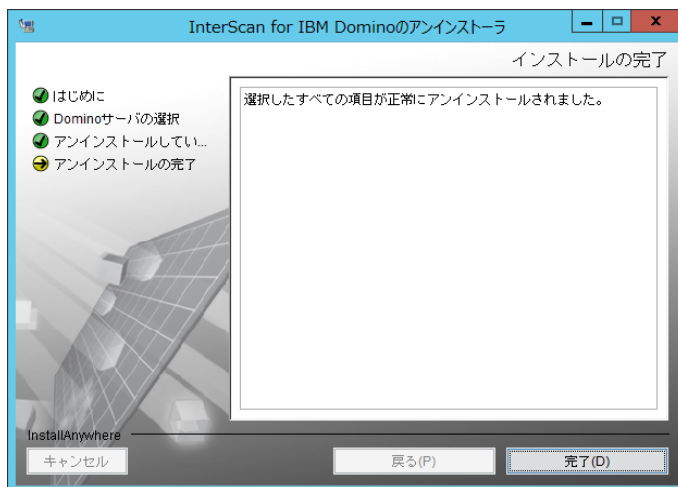 InterScan for IBM Dominoのアンインストーラ
インストールの完了
はじめに
Dominoサーバの選択
アンインストールしてい...
アンインストールの完了
選択したすべての項目が正常にアンインストールされました。
InstallAnywhere
キャンセル
戻る(P)
完了(D)